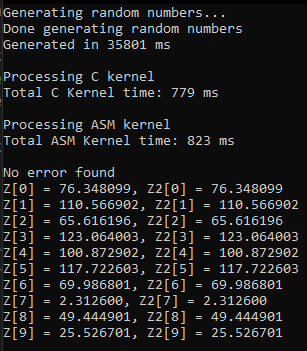 Generating random numbers...
Done generating random numbers
Generated in 35801 ms
Processing C kernel
Total C Kernel time: 779 ms
Processing ASM kernel
Total ASM Kernel time: 823 ms
No error found
Z[0] = 76.348099, Z2[0] = 76.348099
Z[1] = 110.566902, Z2[1] = 110.566902
Z[2] = 65.616196, Z2[2] = 65.616196
Z[3] = 123.064003, Z2[3] = 123.064003
Z[4] = 100.872902, Z2[4] = 100.872902
Z[5] = 117.722603, Z2[5] = 117.722603
Z[6] = 69.986801, Z2[6] = 69.986801
Z[7] = 2.312600, Z2[7] = 2.312600
Z[8] = 49.444901, Z2[8] = 49.444901
Z[9] = 25.526701, Z2[9] = 25.526701